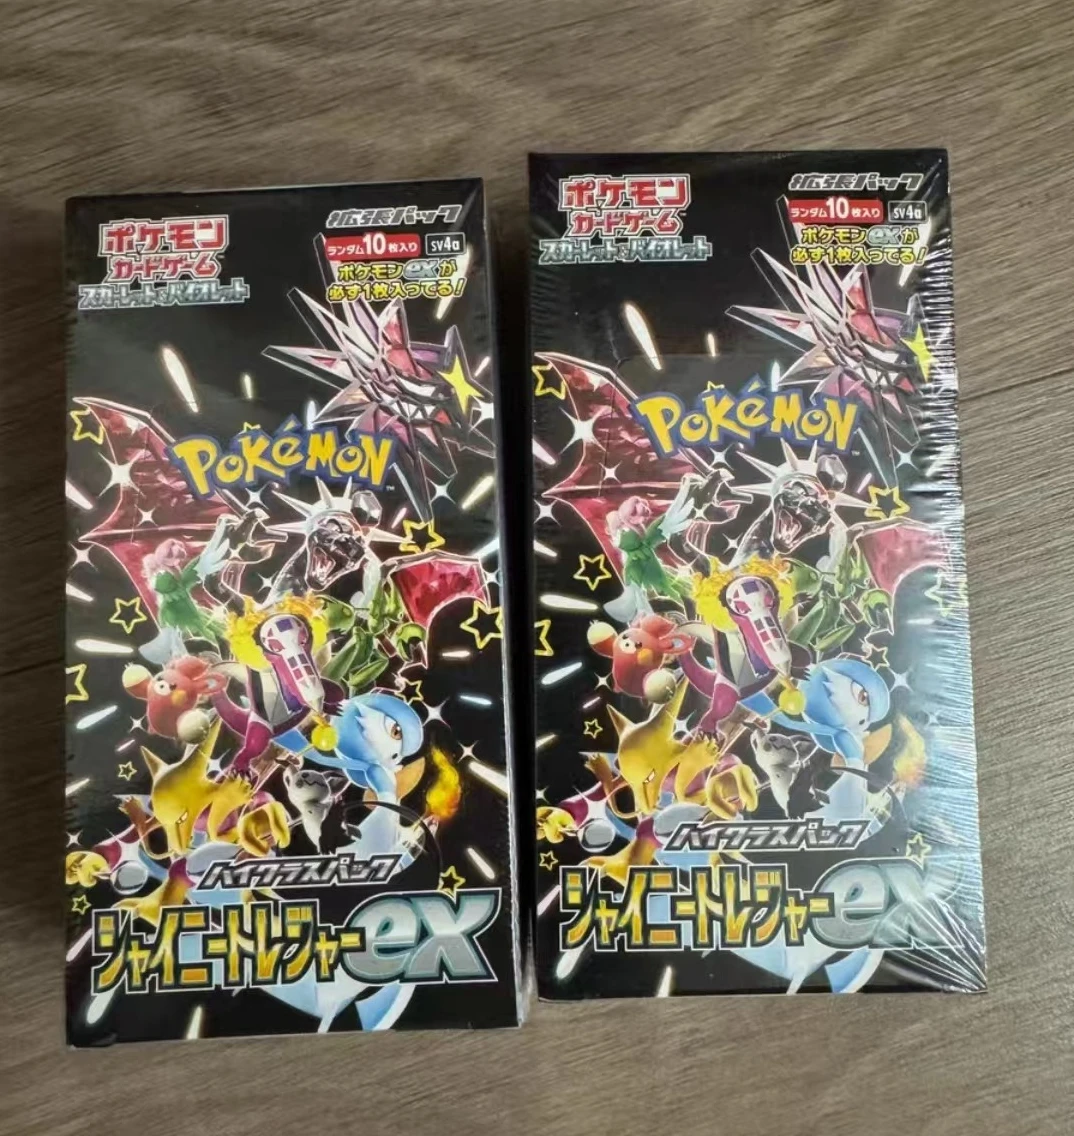 ポケモン
カードゲーム
スカーレット&バイオレット
拡張パック
ランダム10枚入り
sv4a
ポケモンexが
必ず1枚入ってる!
POKéMON
TM
ハイクラスパック
シャイニートレジャーex
ポケモン
カードゲーム
スカーレット&バイオレット
拡張パック
ランダム10枚入り
sv4a
ポケモンexが
必ず1枚入ってる!
POKéMON
TM
ハイクラスパック
シャイニートレジャーex